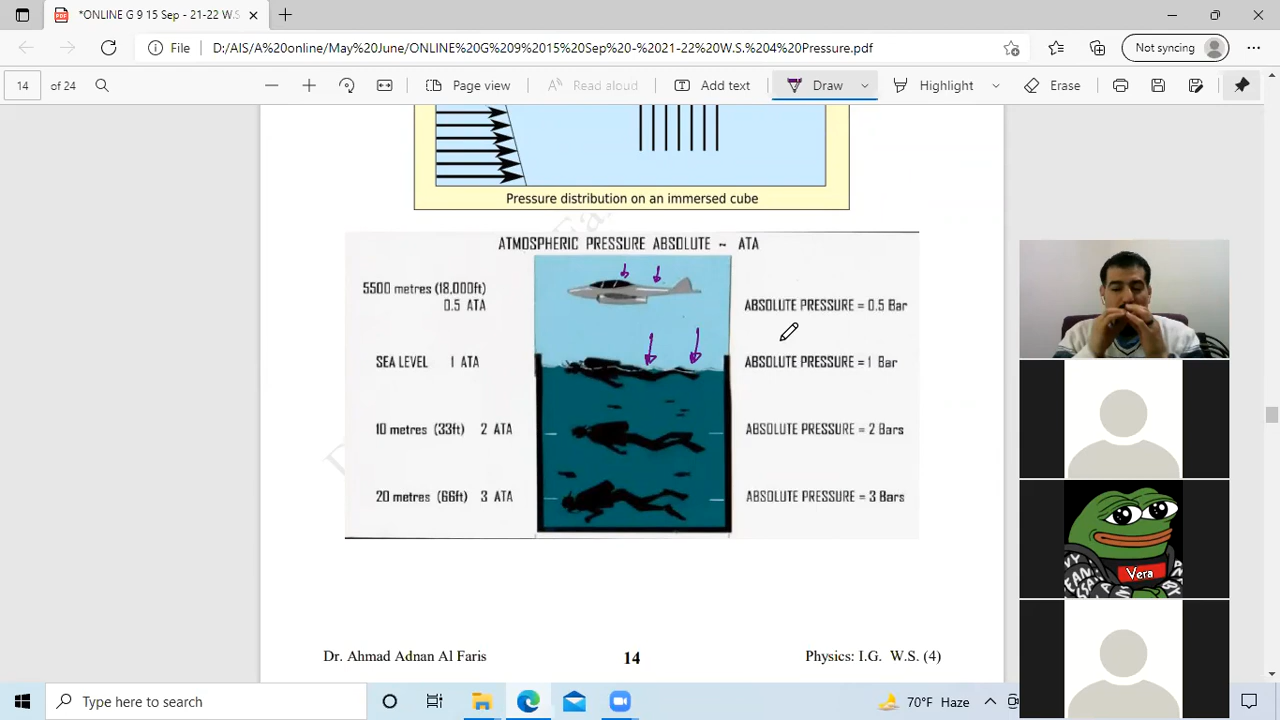 *ONLINE G 9 15 Sep - 21-22 W.S
File D:/AIS/A%20online/May%20June/ONLINE%20G%209%2015%20Sep%20-%2021-22%20W.S.%204%20Pressure.pdf Not syncing
14 of 24 Page view Read aloud Add text Draw Highlight Erase
Pressure distribution on an immersed cube
ATMOSPHERIC PRESSURE ABSOLUTE ~ ATA
5500 metres (18,000ft)
0.5 ATA ABSOLUTE PRESSURE = 0.5 Bar
SEA LEVEL 1 ATA ABSOLUTE PRESSURE = 1 Bar
10 metres (33ft) 2 ATA ABSOLUTE PRESSURE = 2 Bars
20 metres (66ft) 3 ATA ABSOLUTE PRESSURE = 3 Bars
Vera
Dr. Ahmad Adnan Al Faris 14 Physics: I.G. W.S. (4)
Type here to search 70°F Haze